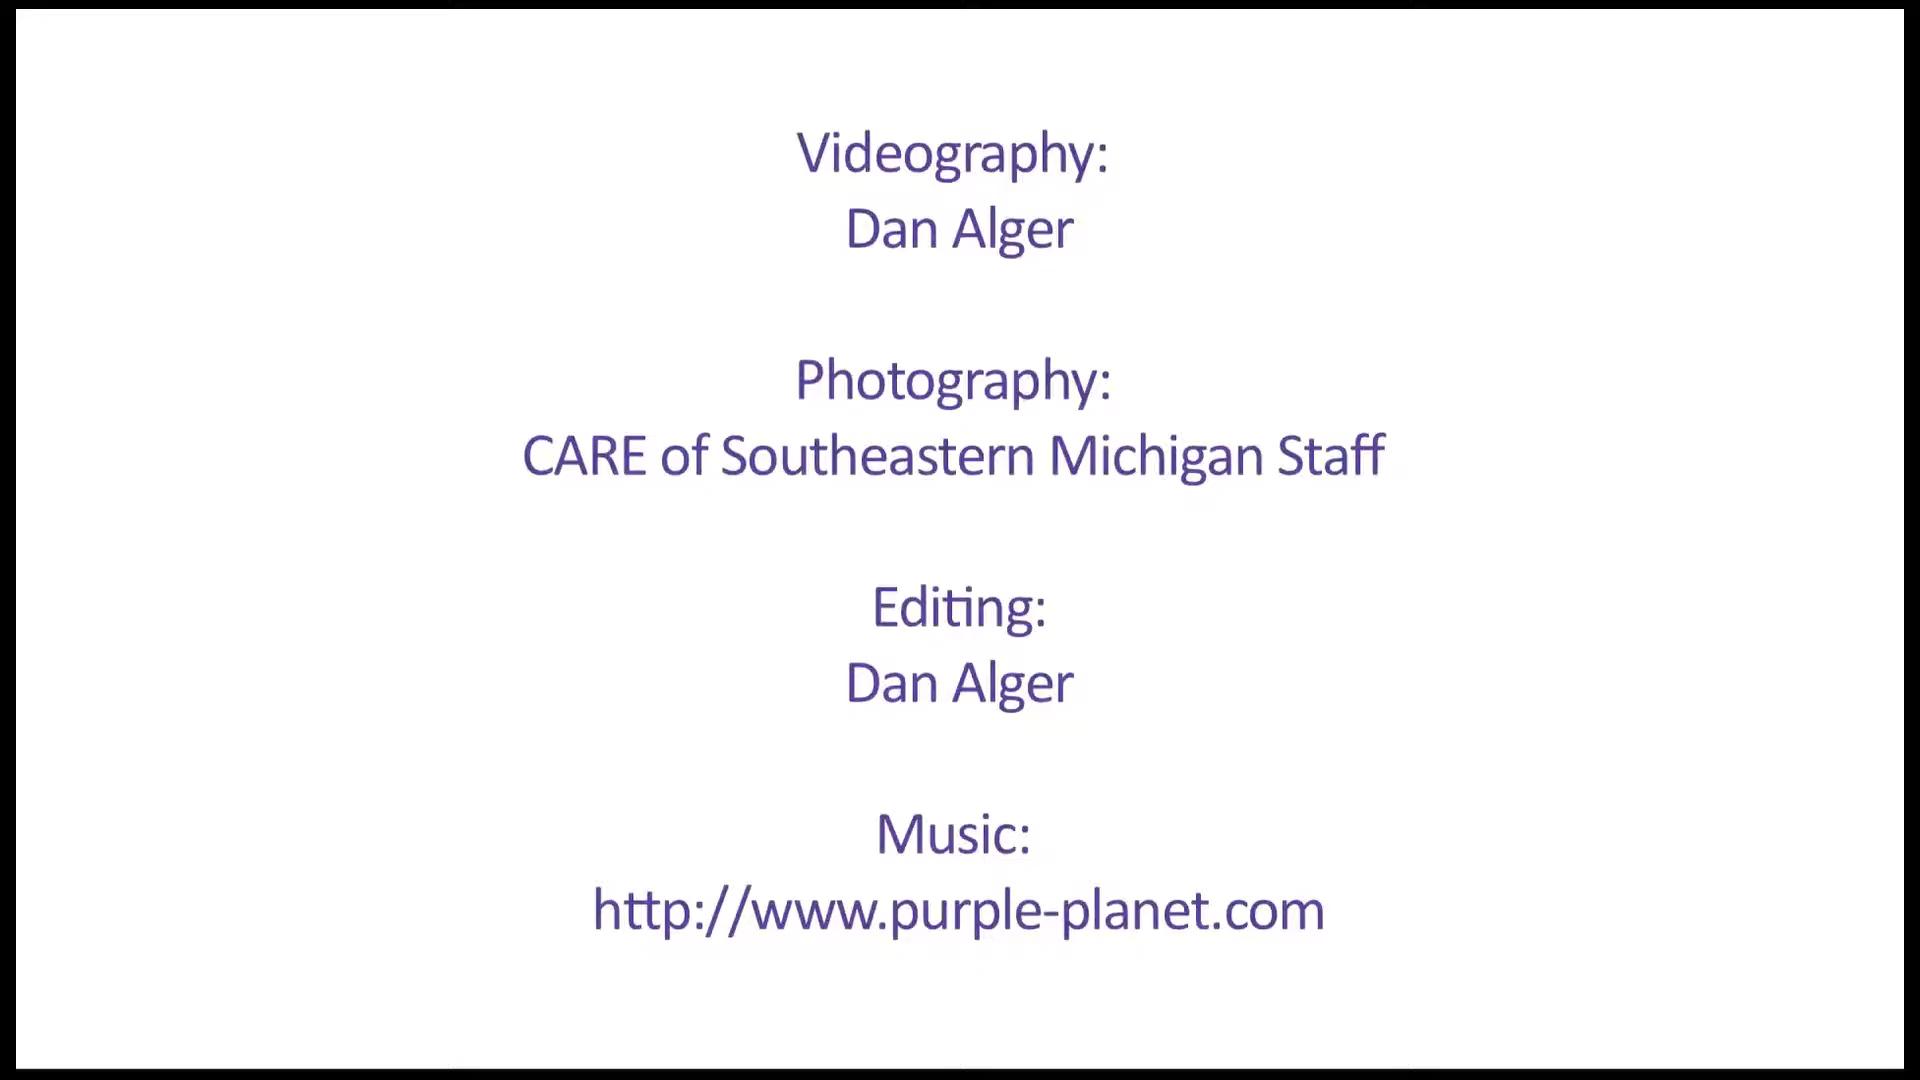 Videography:
Dan Alger
Photography:
CARE of Southeastern Michigan Staff
Editing:
Dan Alger
Music:
http://www.purple-planet.com